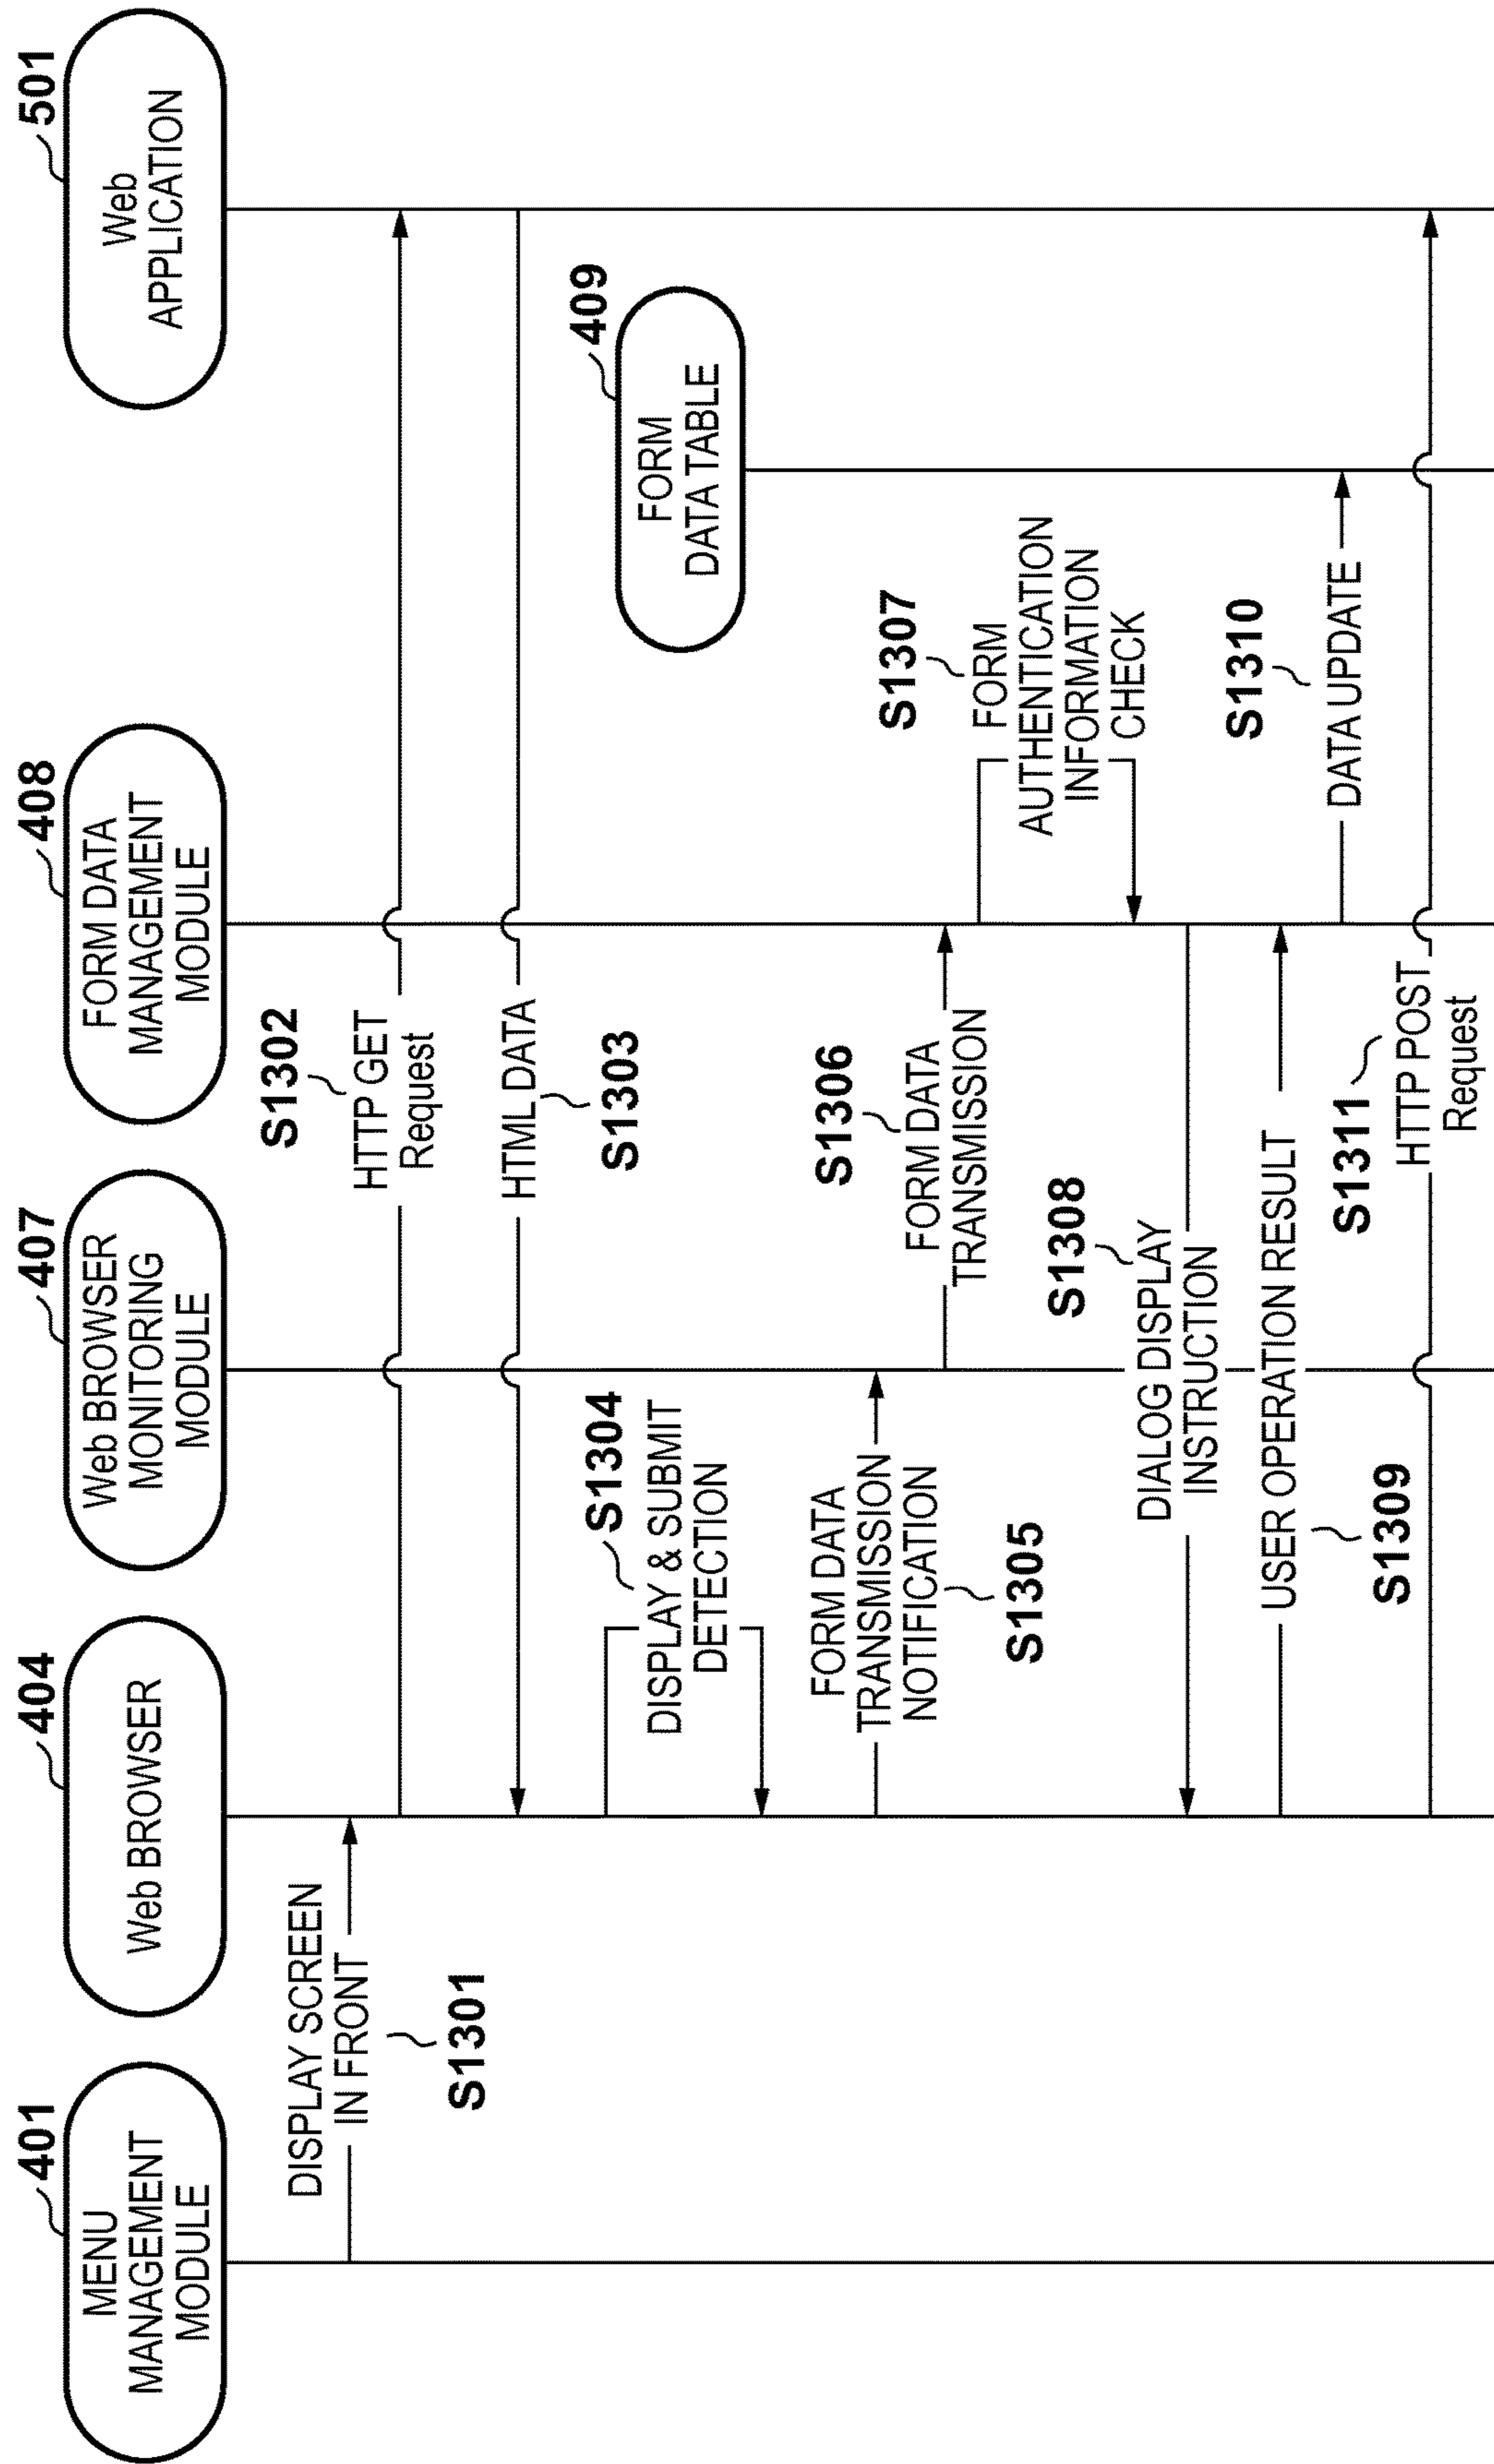 401
MENU
MANAGEMENT
MODULE
404
Web BROWSER
407
Web BROWSER
MONITORING
MODULE
408
FORM DATA
MANAGEMENT
MODULE
501
Web
APPLICATION
DISPLAY SCREEN
IN FRONT
S1301
S1302
HTTP GET
Request
HTML DATA
S1303
409
FORM
DATA TABLE
S1304
DISPLAY & SUBMIT
DETECTION
FORM DATA
TRANSMISSION
NOTIFICATION
S1305
S1306
FORM DATA
TRANSMISSION
S1307
FORM
AUTHENTICATION
INFORMATION
CHECK
S1308
DIALOG DISPLAY
INSTRUCTION
USER OPERATION RESULT
S1309
S1310
DATA UPDATE
S1311
HTTP POST
Request